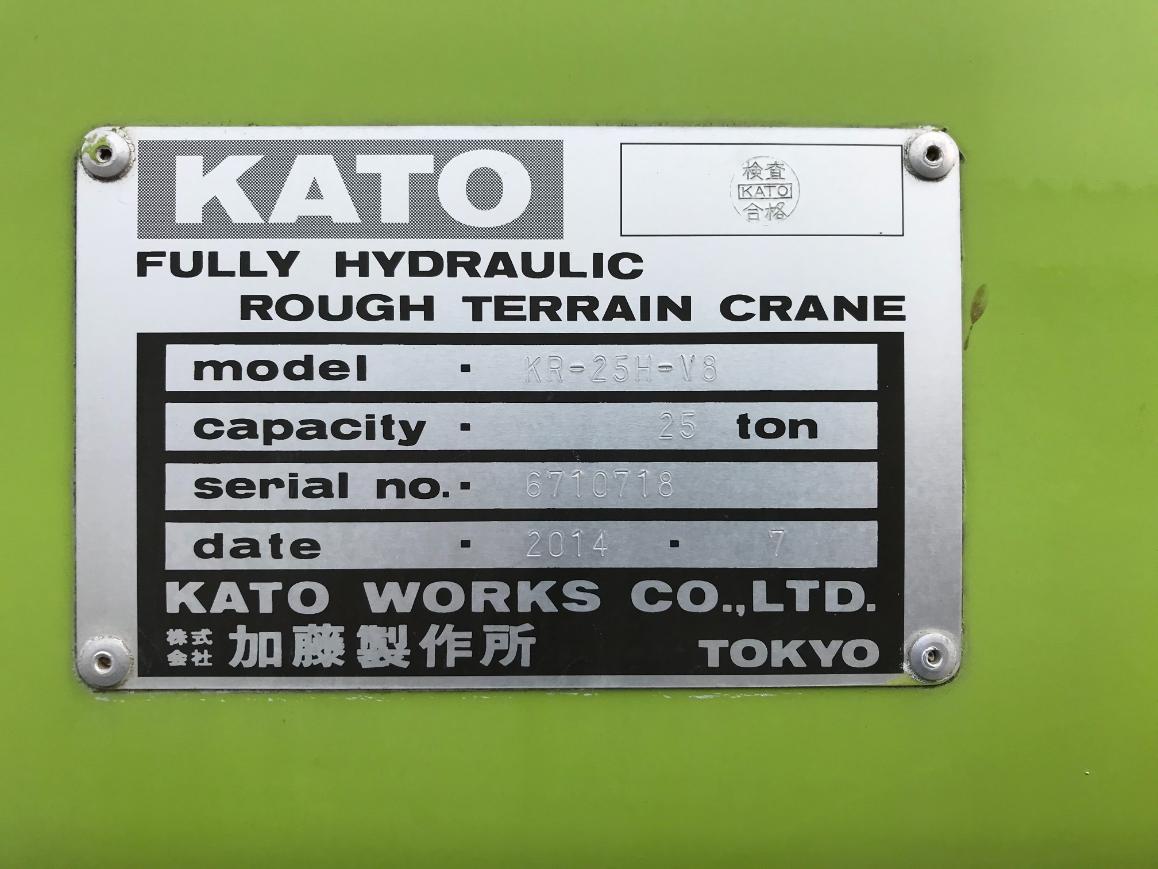 KATO
検査
KATO
合格
FULLY HYDRAULIC
ROUGH TERRAIN CRANE
model · KR-25H-V8
capacity · 25 ton
serial no. · 6710718
date · 2014 · 7
KATO WORKS CO.,LTD.
株式会社 加藤製作所 TOKYO